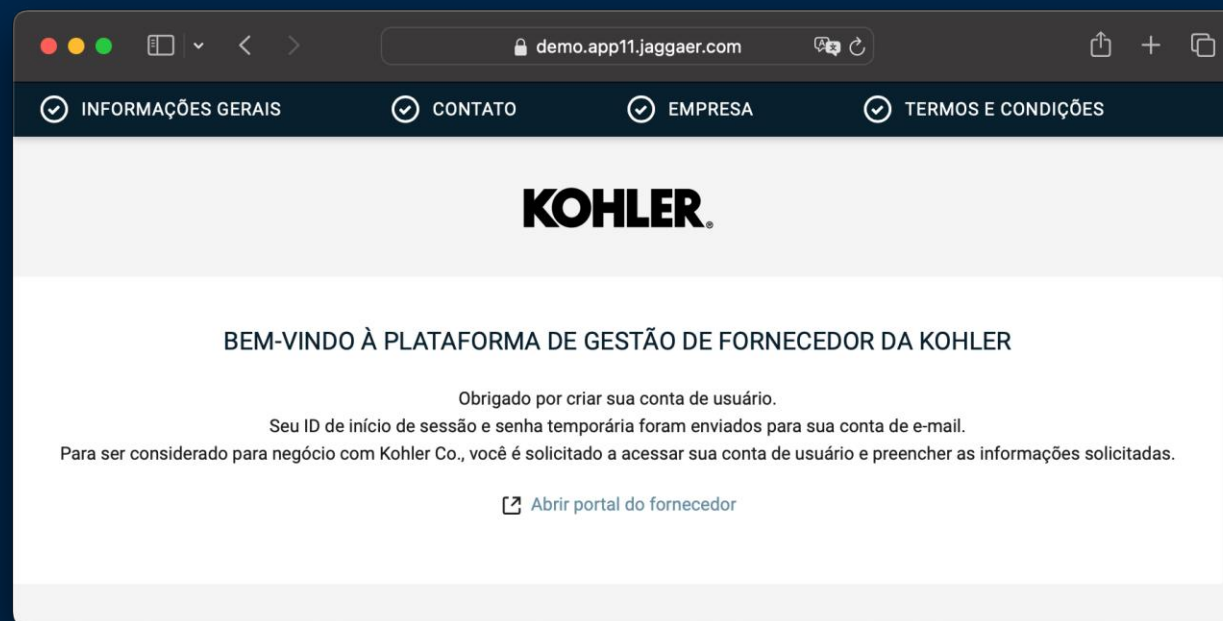 demo.app11.jaggaer.com
INFORMAÇÕES GERAIS
CONTATO
EMPRESA
TERMOS E CONDIÇÕES
KOHLER®
BEM-VINDO À PLATAFORMA DE GESTÃO DE FORNECEDOR DA KOHLER
Obrigado por criar sua conta de usuário.
Seu ID de início de sessão e senha temporária foram enviados para sua conta de e-mail.
Para ser considerado para negócio com Kohler Co., você é solicitado a acessar sua conta de usuário e preencher as informações solicitadas.
Abrir portal do fornecedor